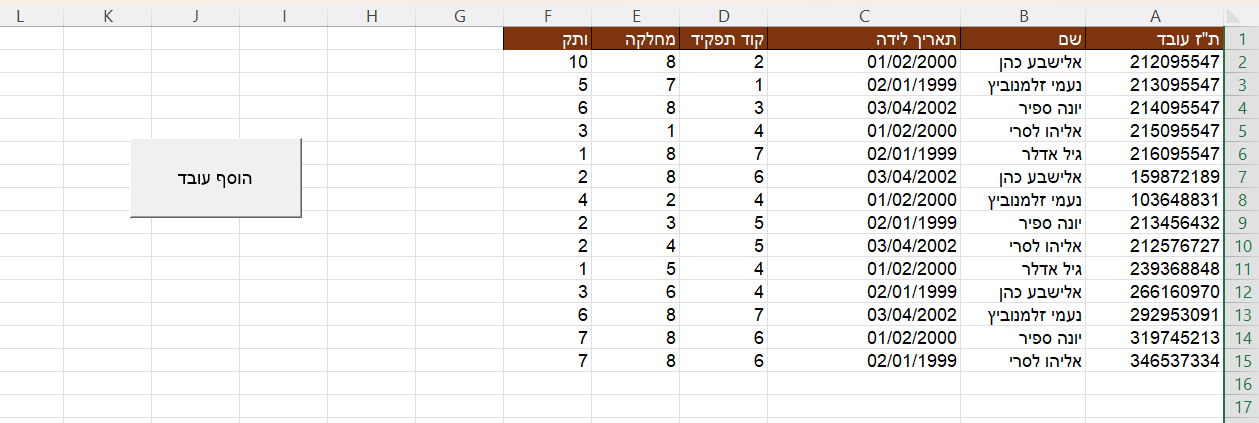 A B C D E F G H I J K L
1 ת"ז עובד שם תאריך לידה קוד תפקיד מחלקה ותק
2 212095547 אלישבע כהן 01/02/2000 2 8 10
3 213095547 נעמי זלמנוביץ 02/01/1999 1 7 5
4 214095547 יונה ספיר 03/04/2002 3 8 6
5 215095547 אליהו לסרי 01/02/2000 4 1 3
6 216095547 גיל אדלר 02/01/1999 7 8 1
7 159872189 אלישבע כהן 03/04/2002 6 8 2
8 103648831 נעמי זלמנוביץ 01/02/2000 4 2 4
9 213456432 יונה ספיר 02/01/1999 5 3 2
10 212576727 אליהו לסרי 03/04/2002 5 4 2
11 239368848 גיל אדלר 01/02/2000 4 5 1
12 266160970 אלישבע כהן 02/01/1999 4 6 3
13 292953091 נעמי זלמנוביץ 03/04/2002 7 8 6
14 319745213 יונה ספיר 01/02/2000 6 8 7
15 346537334 אליהו לסרי 02/01/1999 6 8 7
16
17
הוסף עובד